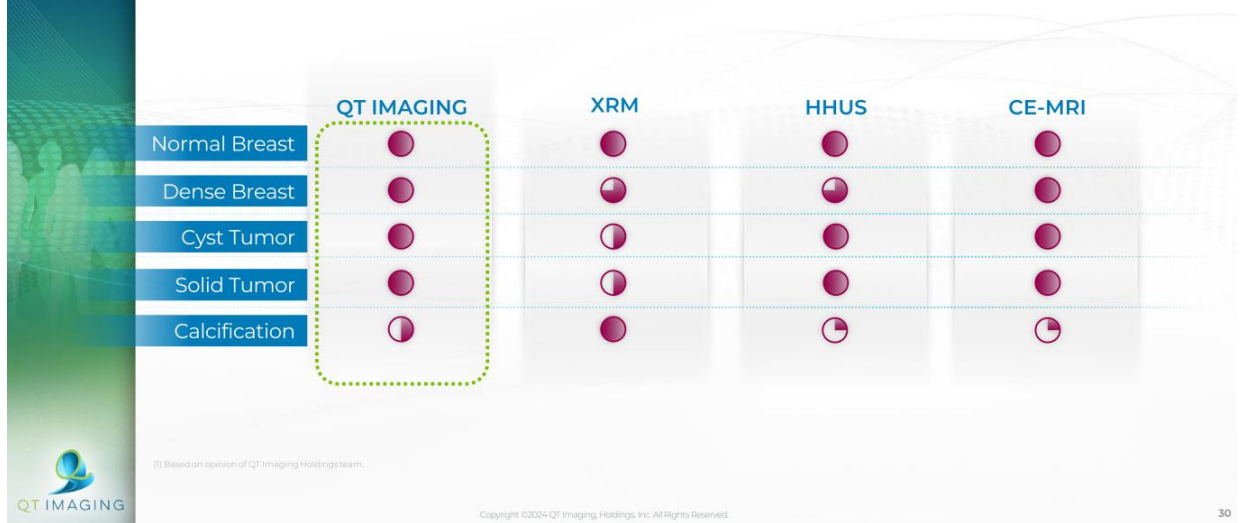 QT IMAGING XRM HHUS CE-MRI
Normal Breast
Dense Breast
Cyst Tumor
Solid Tumor
Calcification
(1) Based on opinion of QT Imaging Holdings team.
QT IMAGING
Copyright ©2024 QT Imaging, Holdings, Inc. All Rights Reserved.
30